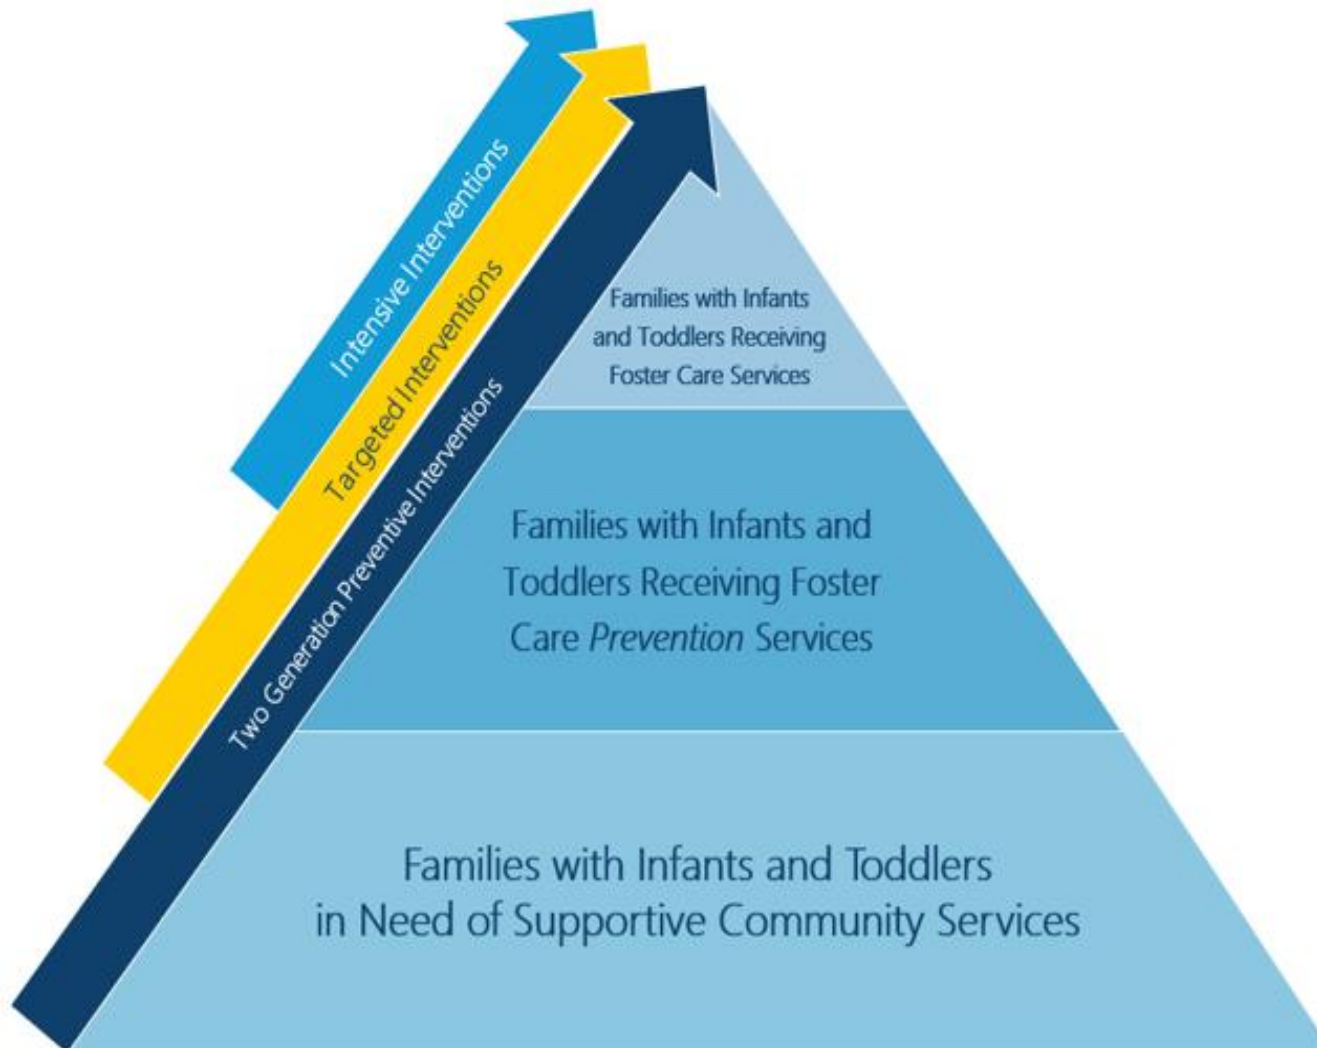 Intensive Interventions
Targeted Interventions
Two Generation Preventive Interventions
Families with Infants
and Toddlers Receiving
Foster Care Services
Families with Infants and
Toddlers Receiving Foster
Care Prevention Services
Families with Infants and Toddlers
in Need of Supportive Community Services